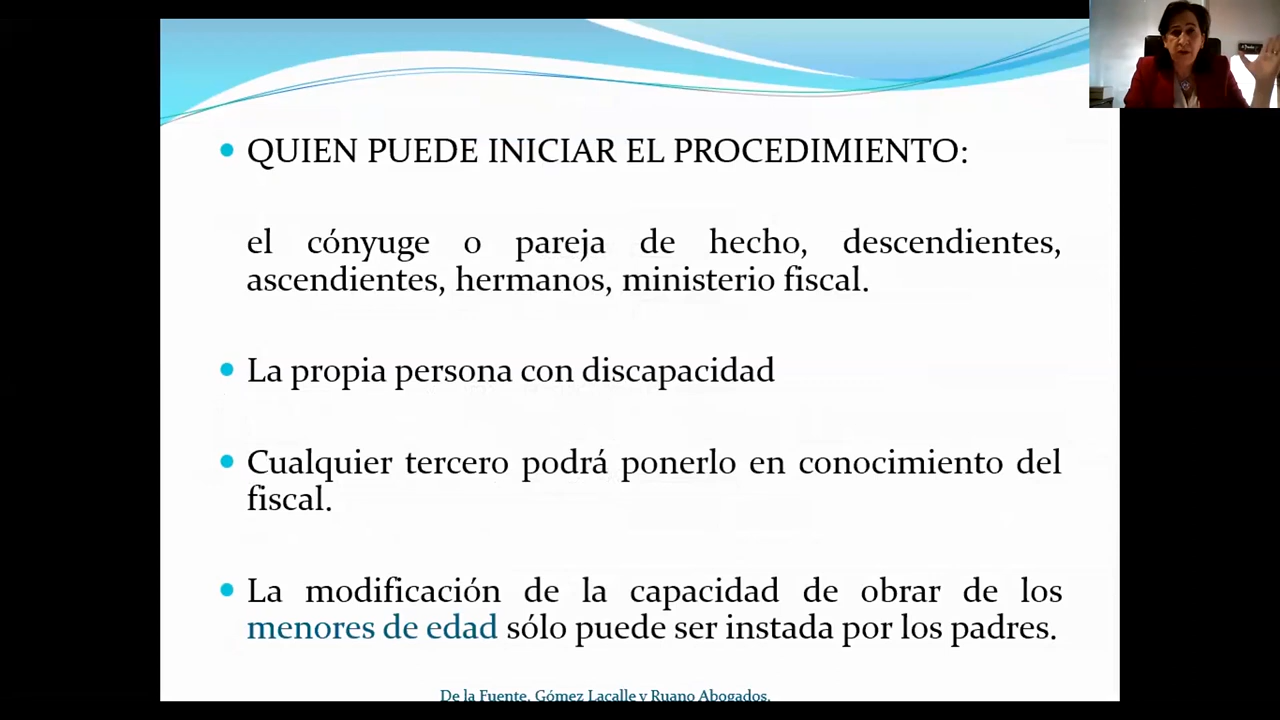 • QUIEN PUEDE INICIAR EL PROCEDIMIENTO:
el cónyuge o pareja de hecho, descendientes,
ascendientes, hermanos, ministerio fiscal.
• La propia persona con discapacidad
• Cualquier tercero podrá ponerlo en conocimiento del
fiscal.
• La modificación de la capacidad de obrar de los
menores de edad sólo puede ser instada por los padres.
De la Fuente, Gómez Lacalle y Ruano Abogados.